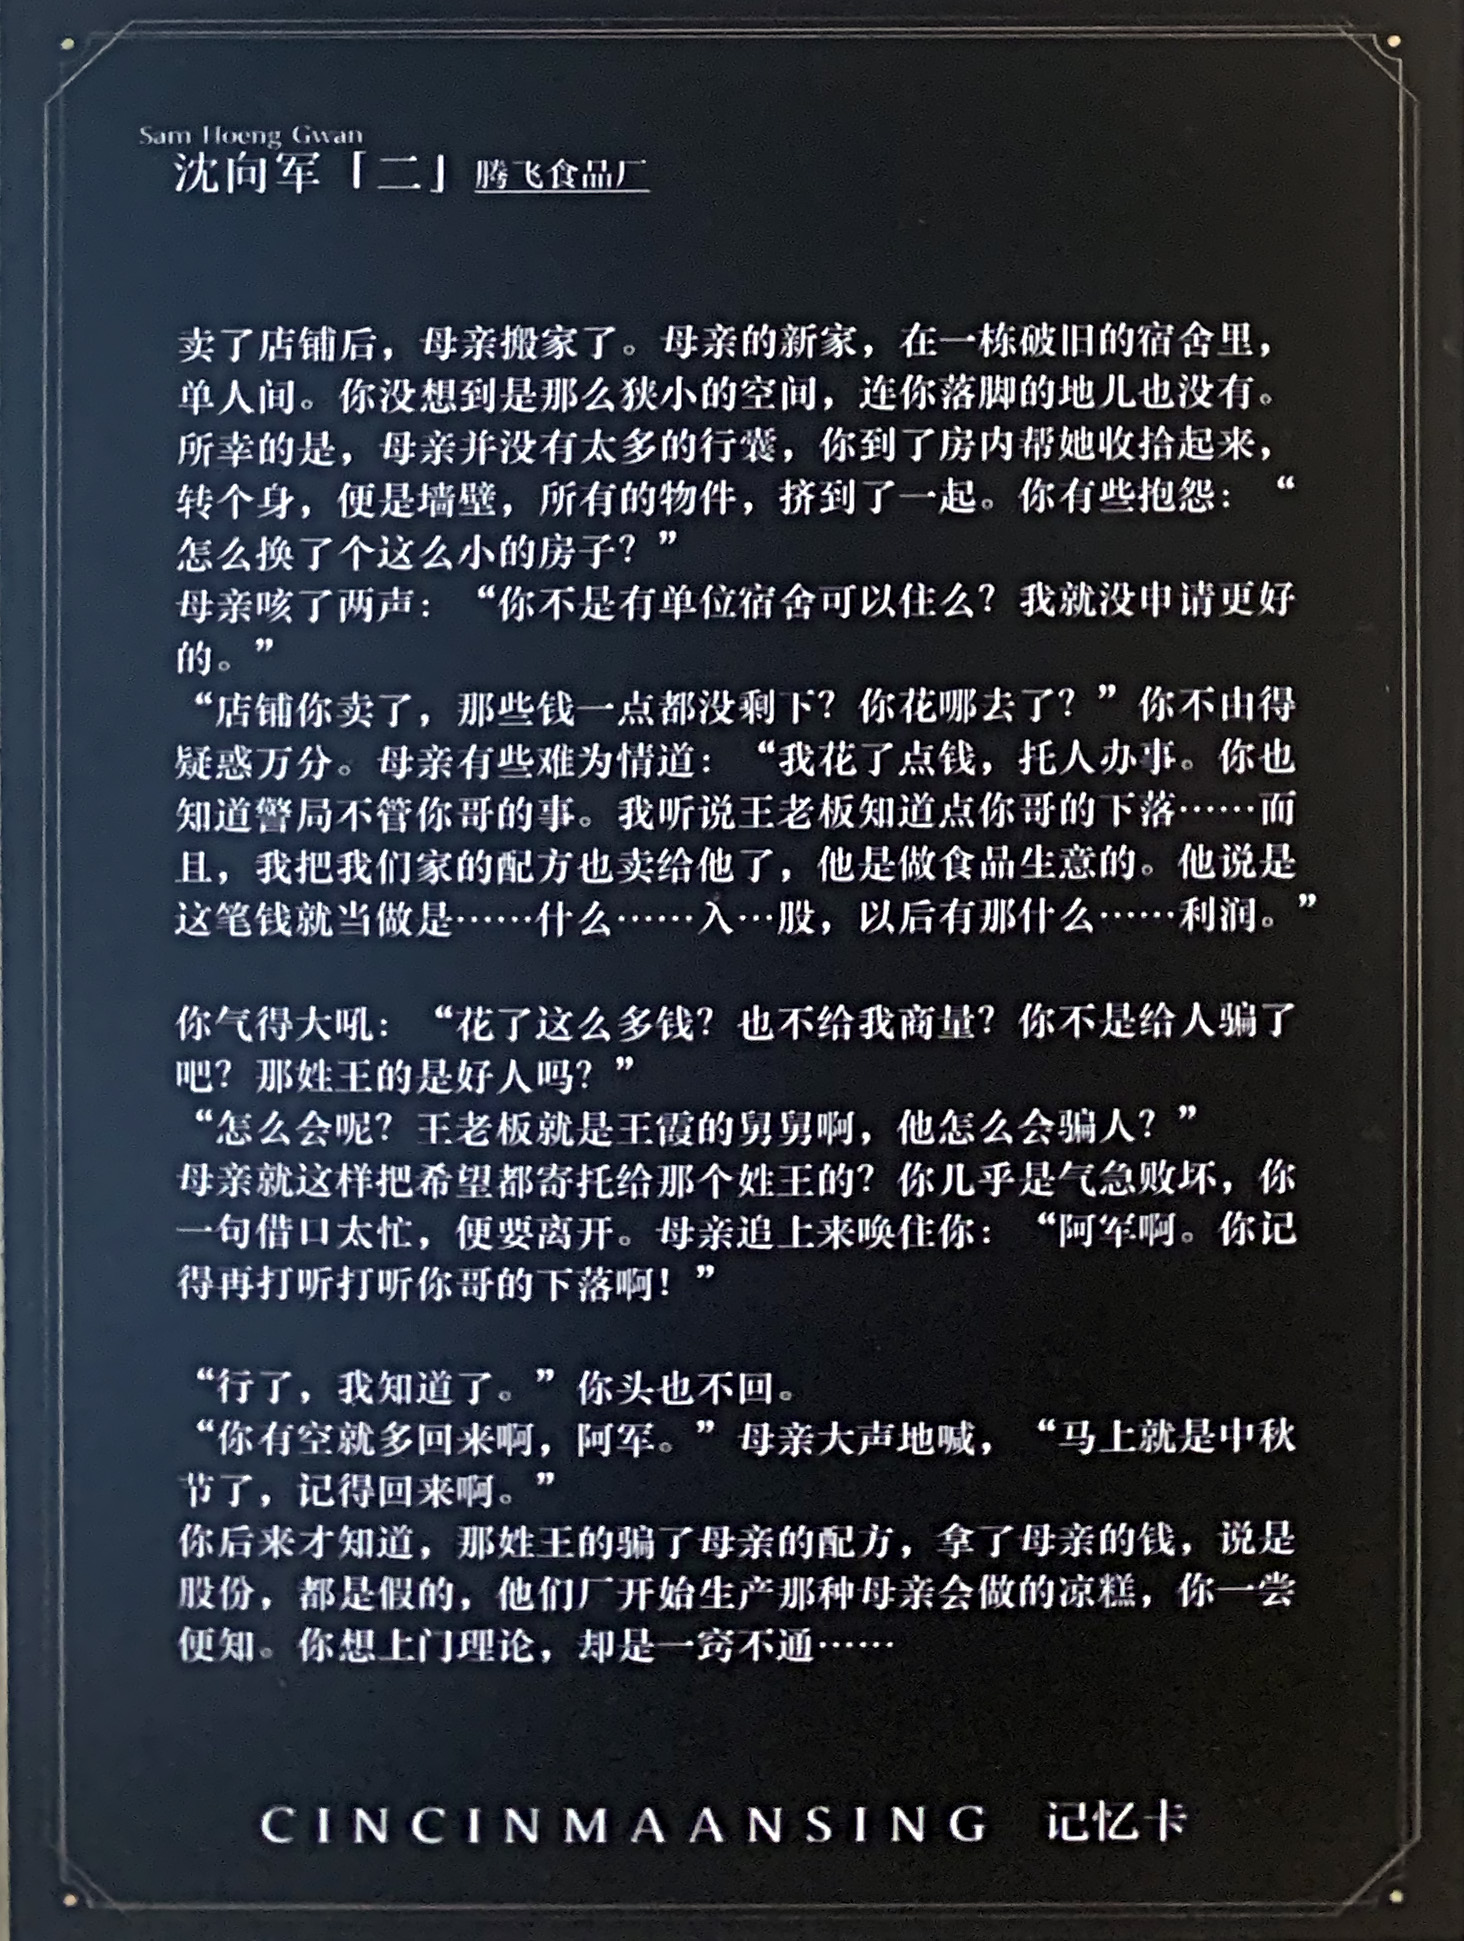 Sam Hoeng Gwan
沈向军「二」 腾飞食品厂
卖了店铺后，母亲搬家了。母亲的新家，在一栋破旧的宿舍里，
单人间。你没想到是那么狭小的空间，连你落脚的地儿也没有。
所幸的是，母亲并没有太多的行囊，你到了房内帮她收拾起来，
转个身，便是墙壁，所有的物件，挤到了一起。你有些抱怨：“
怎么换了个这么小的房子？”
母亲咳了两声：“你不是有单位宿舍可以住么？我就没申请更好
的。”
“店铺你卖了，那些钱一点都没剩下？你花哪去了？”你不由得
疑惑万分。母亲有些难为情道：“我花了点钱，托人办事。你也
知道警局不管你哥的事。我听说王老板知道点你哥的下落……而
且，我把我们家的配方也卖给他了，他是做食品生意的。他说是
这笔钱就当做是……什么……入…股，以后有那什么……利润。”
你气得大吼：“花了这么多钱？也不给我商量？你不是给人骗了
吧？那姓王的是好人吗？”
“怎么会呢？王老板就是王霞的舅舅啊，他怎么会骗人？”
母亲就这样把希望都寄托给那个姓王的？你几乎是气急败坏，你
一句借口太忙，便要离开。母亲追上来唤住你：“阿军啊。你记
得再打听打听你哥的下落啊！”
“行了，我知道了。”你头也不回。
“你有空就多回来啊，阿军。”母亲大声地喊，“马上就是中秋
节了，记得回来啊。”
你后来才知道，那姓王的骗了母亲的配方，拿了母亲的钱，说是
股份，都是假的，他们厂开始生产那种母亲会做的凉糕，你一尝
便知。你想上门理论，却是一窍不通……
CINCINMAANSING 记忆卡